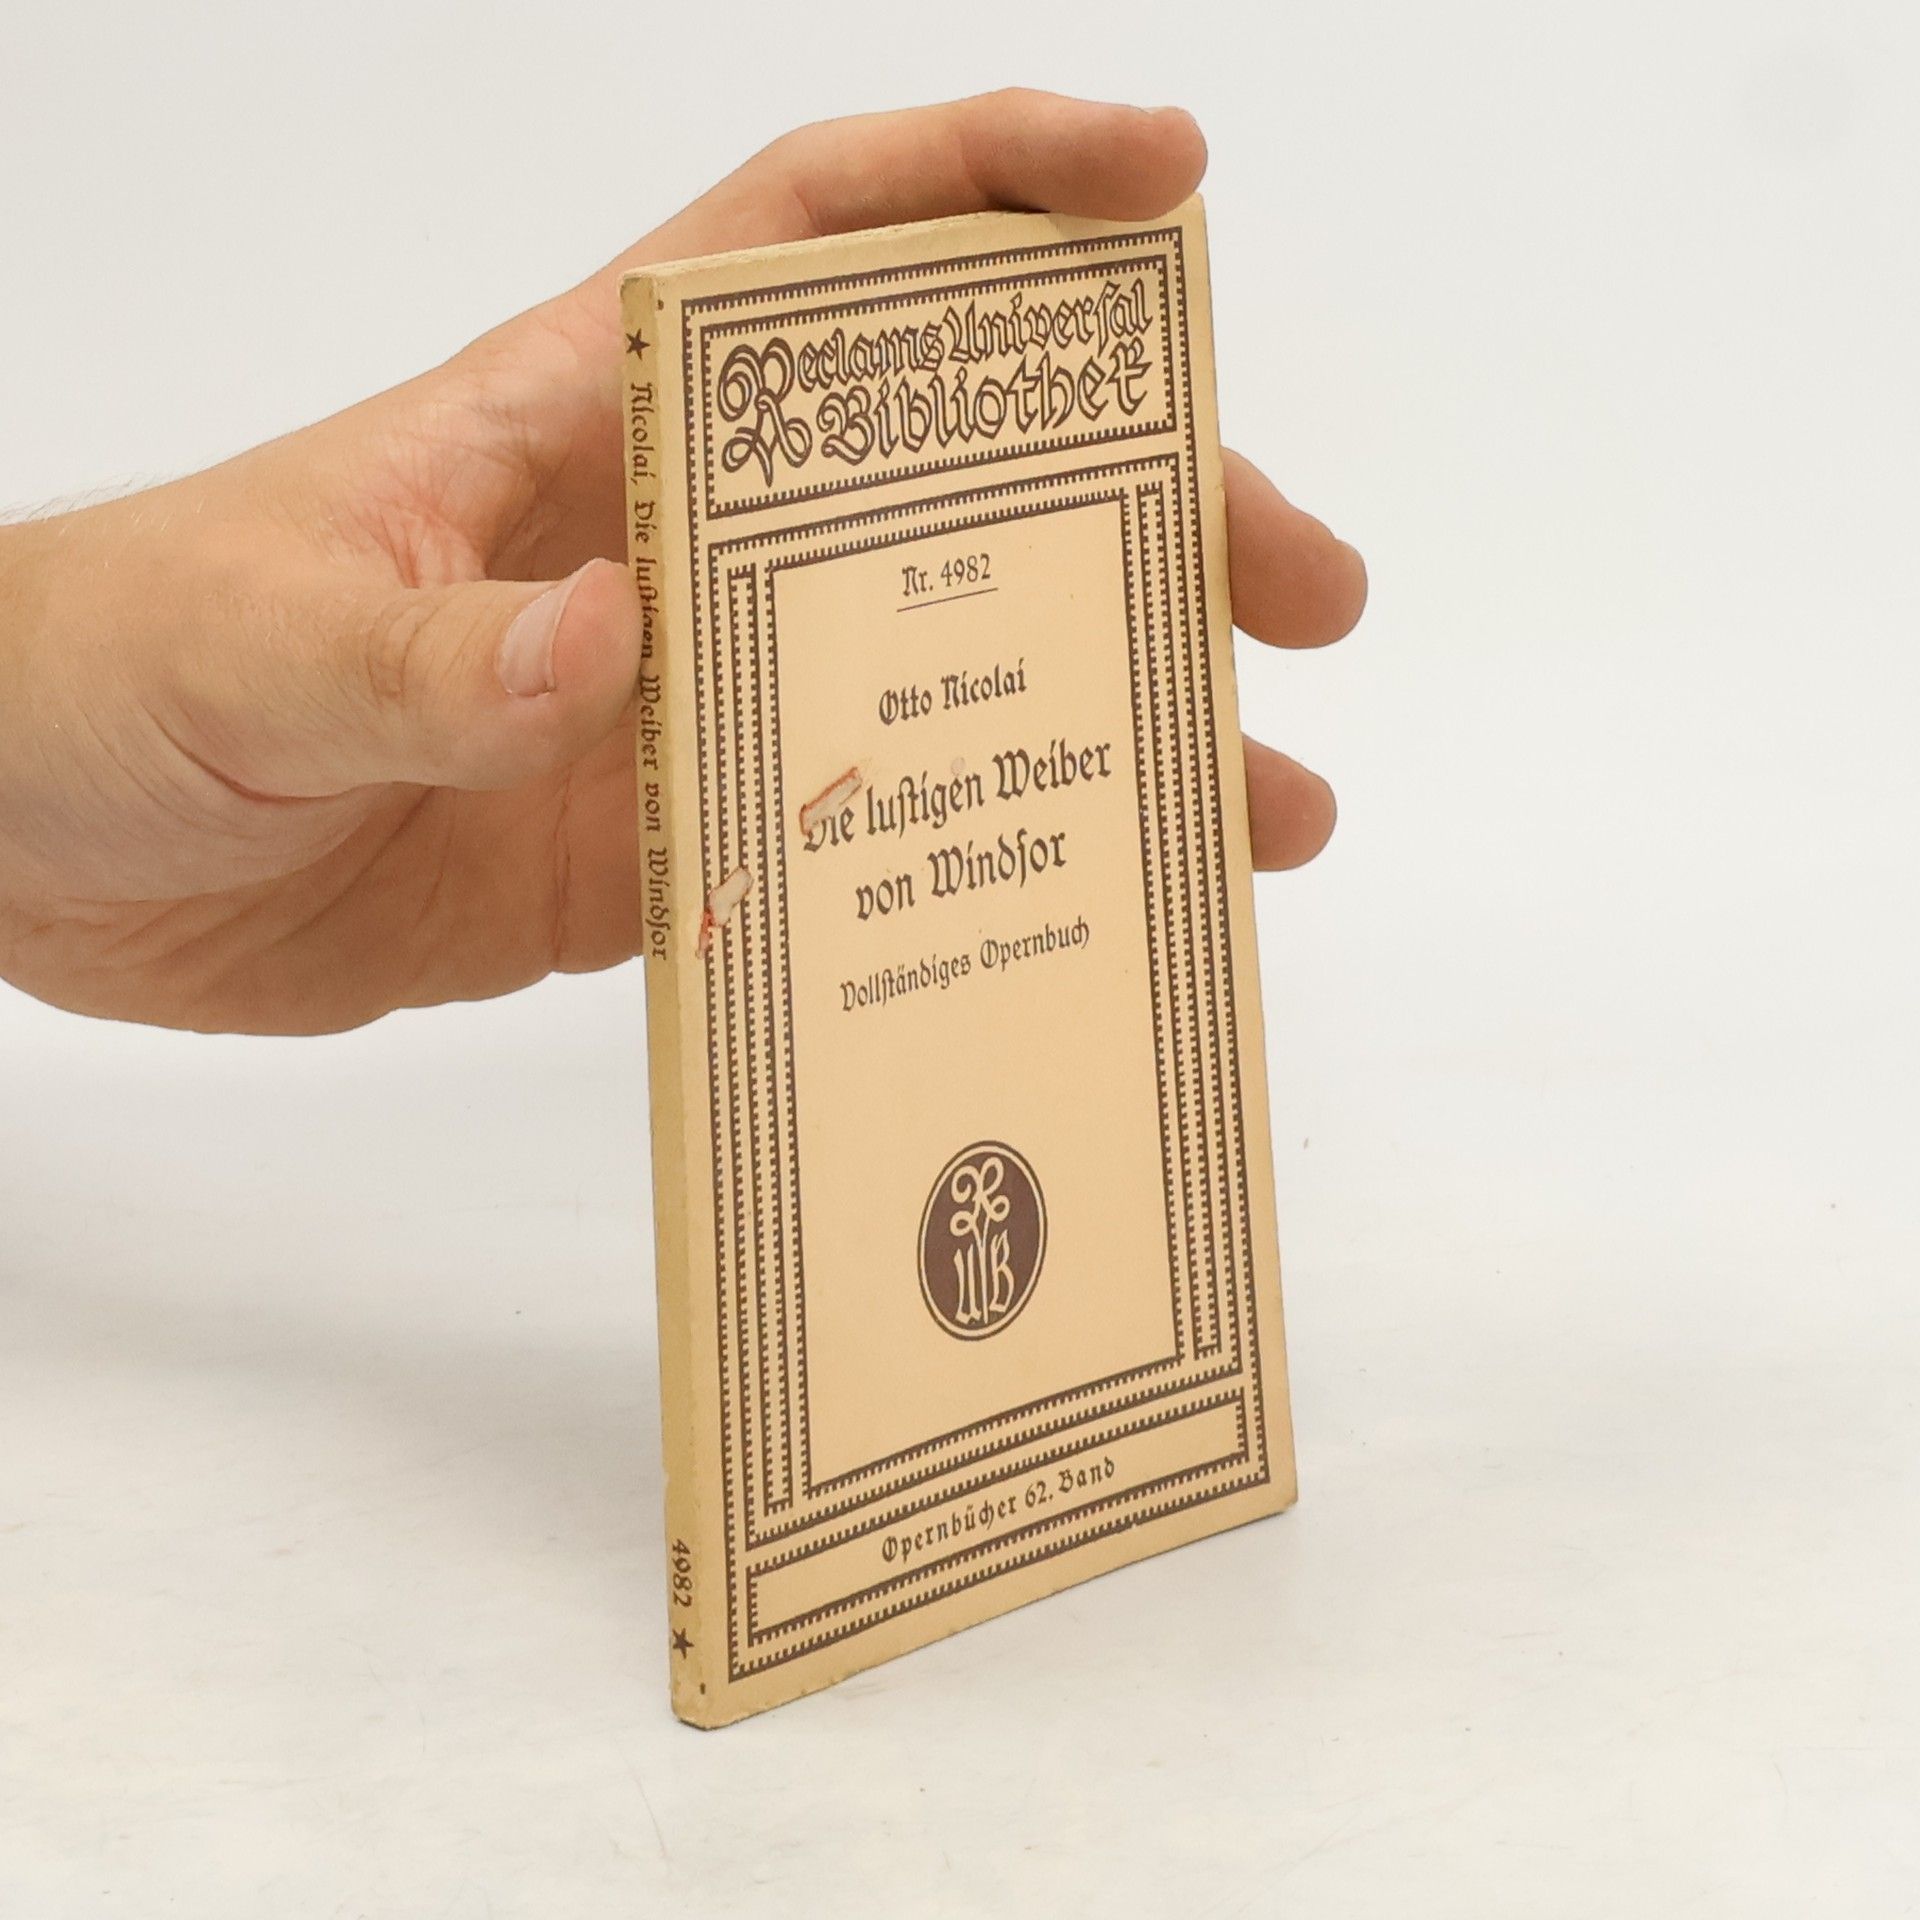 Reclams Universal
Bibliothek
Nr. 4982
Otto Nicolai
Die luſtigen Weiber
von Windſor
Vollſtändiges Opernbuch
R
U B
Opernbücher 62. Band
★ Nicolai, Die luſtigen Weiber von Windſor 4982 ★